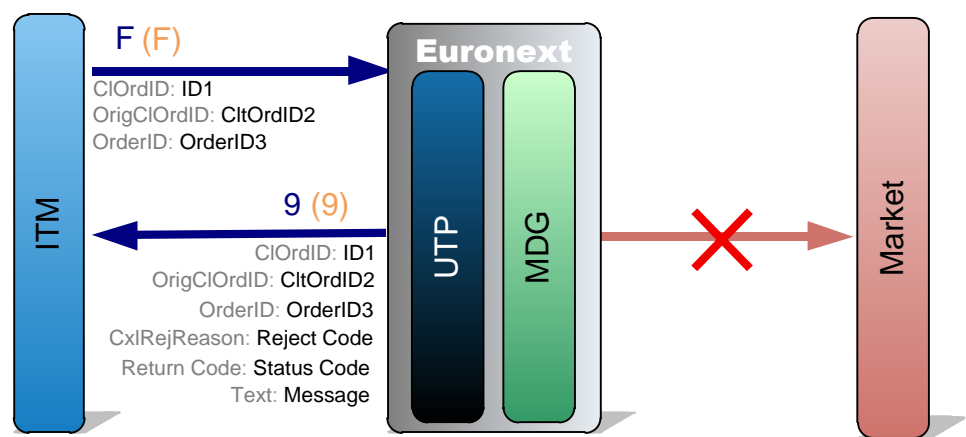 F (F)
ClOrdID: ID1
OrigClOrdID: CltOrdID2
OrderID: OrderID3
ITM
9 (9)
ClOrdID: ID1
OrigClOrdID: CltOrdID2
OrderID: OrderID3
CxlRejReason: Reject Code
Return Code: Status Code
Text: Message
Euronext
UTP
MDG
Market